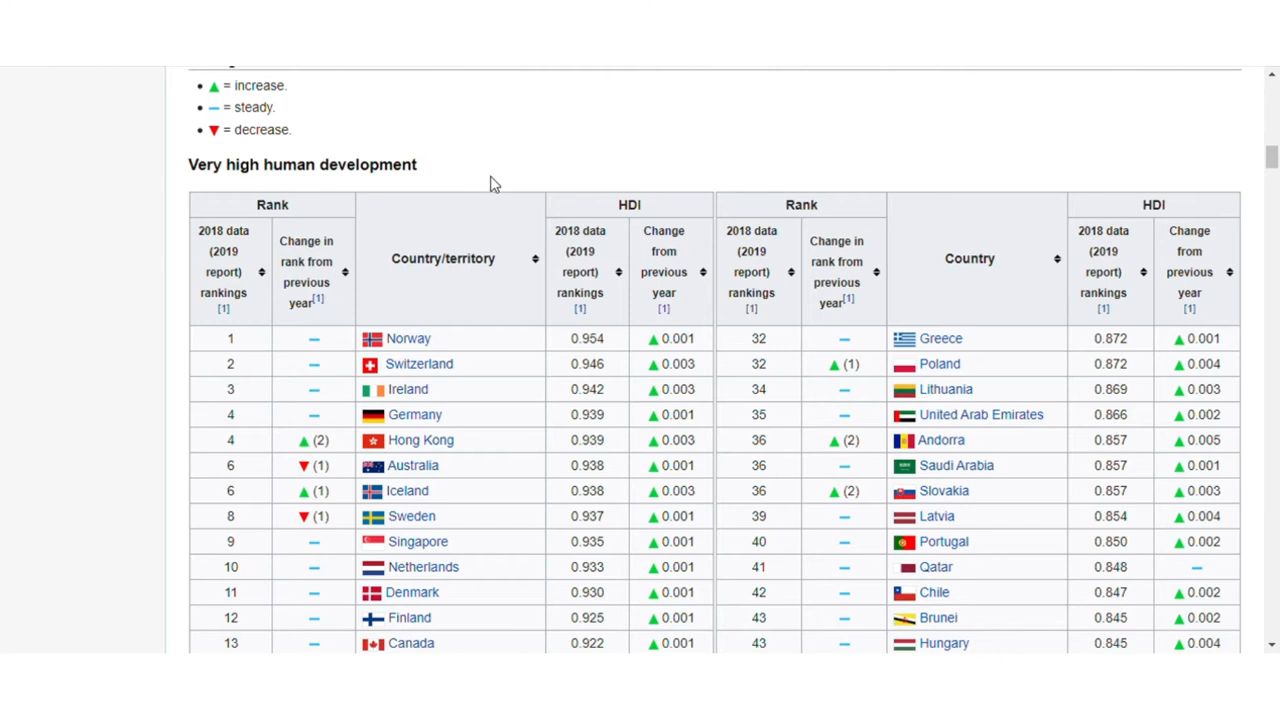 = increase.
= steady.
= decrease.
Very high human development
Rank HDI Rank HDI
2018 data (2019 report) rankings [1] Change in rank from previous year[1] Country/territory 2018 data (2019 report) rankings [1] Change from previous year [1] 2018 data (2019 report) rankings [1] Change in rank from previous year[1] Country 2018 data (2019 report) rankings [1] Change from previous year [1]
1 – Norway 0.954 ▲ 0.001 32 – Greece 0.872 ▲ 0.001
2 – Switzerland 0.946 ▲ 0.003 32 ▲ (1) Poland 0.872 ▲ 0.004
3 – Ireland 0.942 ▲ 0.003 34 – Lithuania 0.869 ▲ 0.003
4 – Germany 0.939 ▲ 0.001 35 – United Arab Emirates 0.866 ▲ 0.002
4 ▲ (2) Hong Kong 0.939 ▲ 0.003 36 ▲ (2) Andorra 0.857 ▲ 0.005
6 ▼ (1) Australia 0.938 ▲ 0.001 36 – Saudi Arabia 0.857 ▲ 0.001
6 ▲ (1) Iceland 0.938 ▲ 0.003 36 ▲ (2) Slovakia 0.857 ▲ 0.003
8 ▼ (1) Sweden 0.937 ▲ 0.001 39 – Latvia 0.854 ▲ 0.004
9 – Singapore 0.935 ▲ 0.001 40 – Portugal 0.850 ▲ 0.002
10 – Netherlands 0.933 ▲ 0.001 41 – Qatar 0.848 –
11 – Denmark 0.930 ▲ 0.001 42 – Chile 0.847 ▲ 0.002
12 – Finland 0.925 ▲ 0.001 43 – Brunei 0.845 ▲ 0.002
13 – Canada 0.922 ▲ 0.001 43 – Hungary 0.845 ▲ 0.004